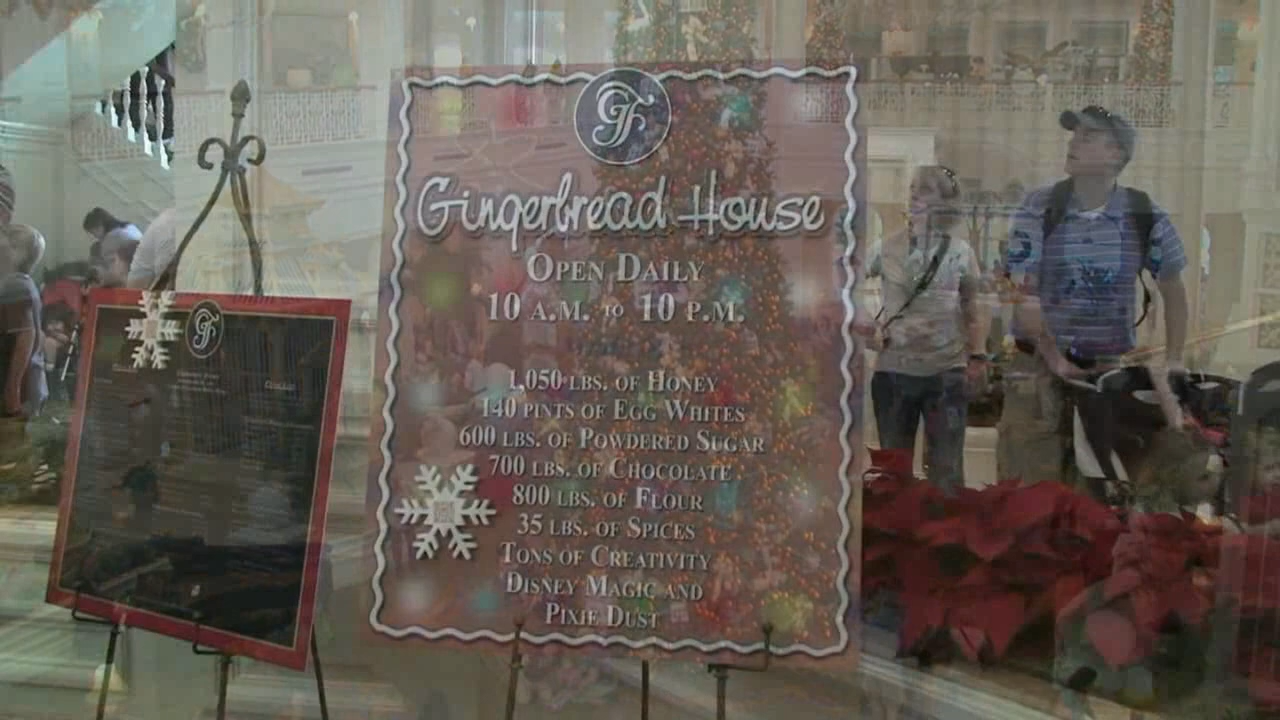 GF
Gingerbread House
OPEN DAILY
10 A.M. TO 10 P.M.
1,050 LBS. OF HONEY
140 PINTS OF EGG WHITES
600 LBS. OF POWDERED SUGAR
700 LBS. OF CHOCOLATE
800 LBS. OF FLOUR
35 LBS. OF SPICES
TONS OF CREATIVITY
DISNEY MAGIC AND
PIXIE DUST
GF